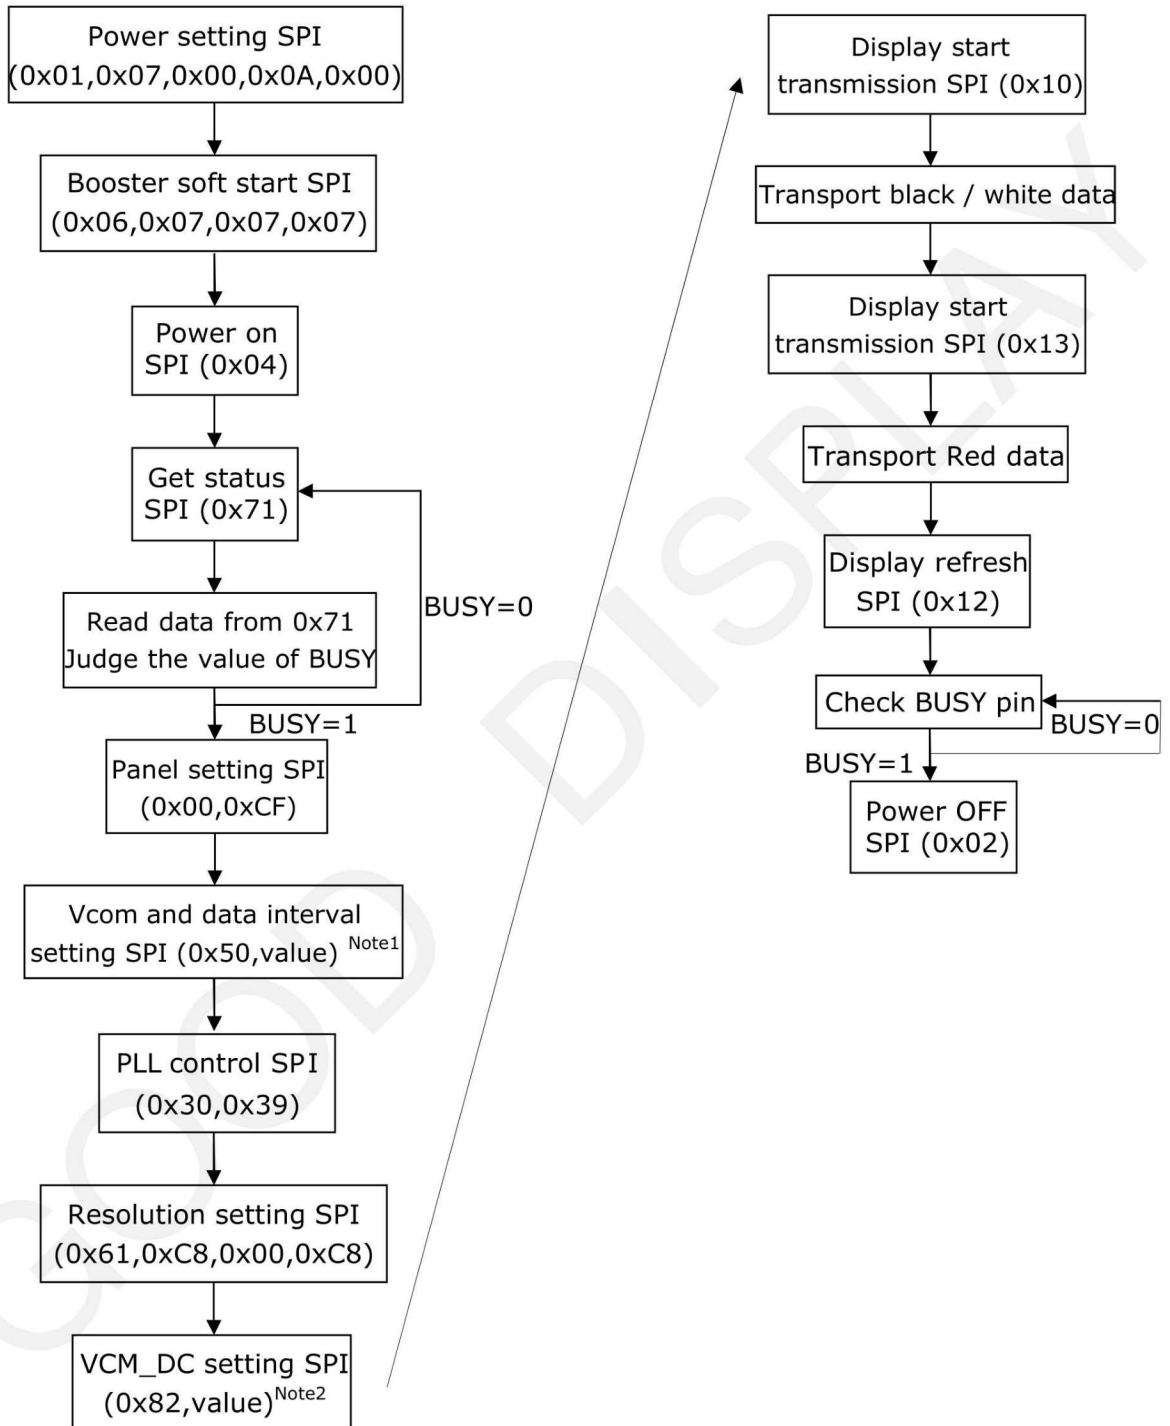 Power setting SPI
(0x01,0x07,0x00,0x0A,0x00)
Booster soft start SPI
(0x06,0x07,0x07,0x07)
Power on
SPI (0x04)
Get status
SPI (0x71)
BUSY=0
Read data from 0x71
Judge the value of BUSY
BUSY=1
Panel setting SPI
(0x00,0xCF)
Vcom and data interval
setting SPI (0x50,value) Note1
PLL control SPI
(0x30,0x39)
Resolution setting SPI
(0x61,0xC8,0x00,0xC8)
VCM_DC setting SPI
(0x82,value)Note2
Display start
transmission SPI (0x10)
Transport black / white data
Display start
transmission SPI (0x13)
Transport Red data
Display refresh
SPI (0x12)
Check BUSY pin
BUSY=0
BUSY=1
Power OFF
SPI (0x02)
GOOD DISPLAY